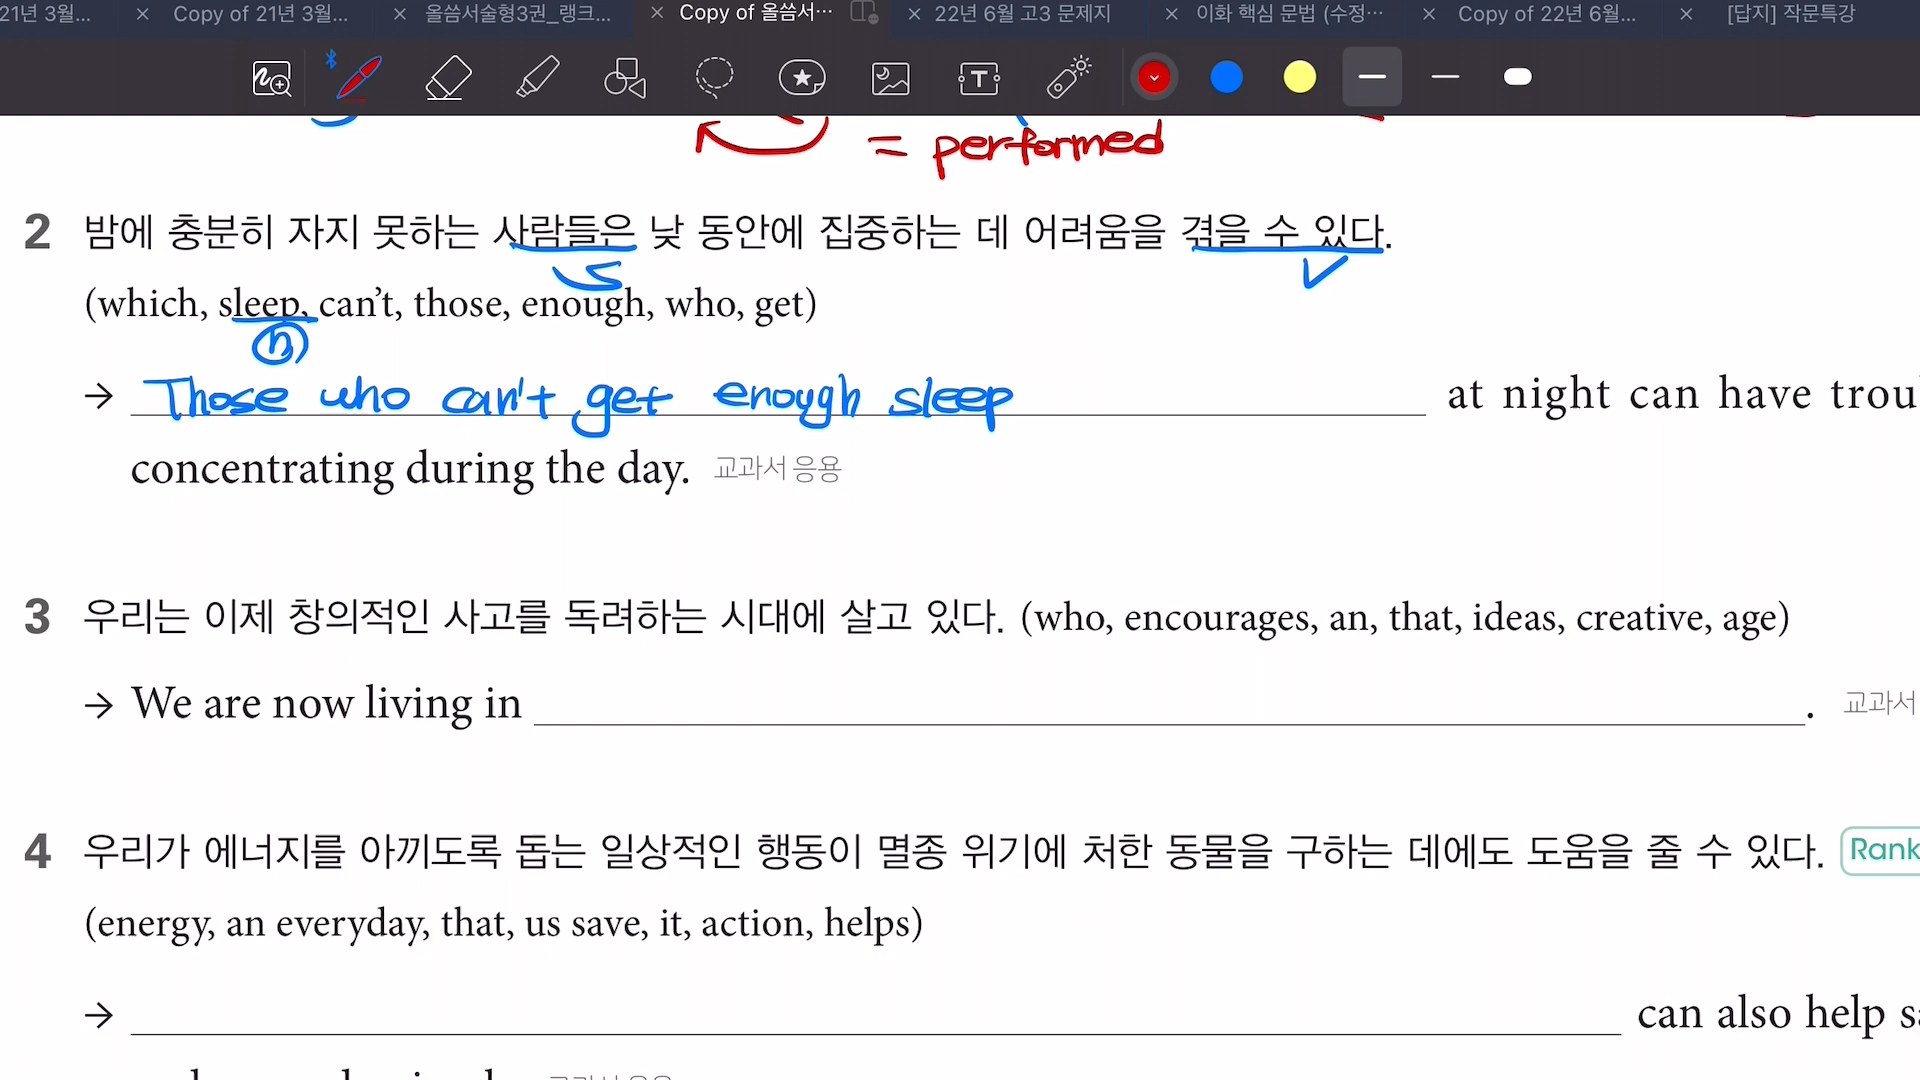 21년 3월... × Copy of 21년 3월... × 올씀서술형3권_랭크... × Copy of 올씀서... × 22년 6월 고3 문제지 × 이화 핵심 문법 (수정... × Copy of 22년 6월... × [답지] 작문특강
= performed
2 밤에 충분히 자지 못하는 사람들은 낮 동안에 집중하는 데 어려움을 겪을 수 있다.
S V
(which, sleep, can't, those, enough, who, get)
n
→ Those who can't get enough sleep at night can have trou
concentrating during the day. 교과서 응용
3 우리는 이제 창의적인 사고를 독려하는 시대에 살고 있다. (who, encourages, an, that, ideas, creative, age)
→ We are now living in . 교과서
4 우리가 에너지를 아끼도록 돕는 일상적인 행동이 멸종 위기에 처한 동물을 구하는 데에도 도움을 줄 수 있다. Rank
(energy, an everyday, that, us save, it, action, helps)
→ can also help s